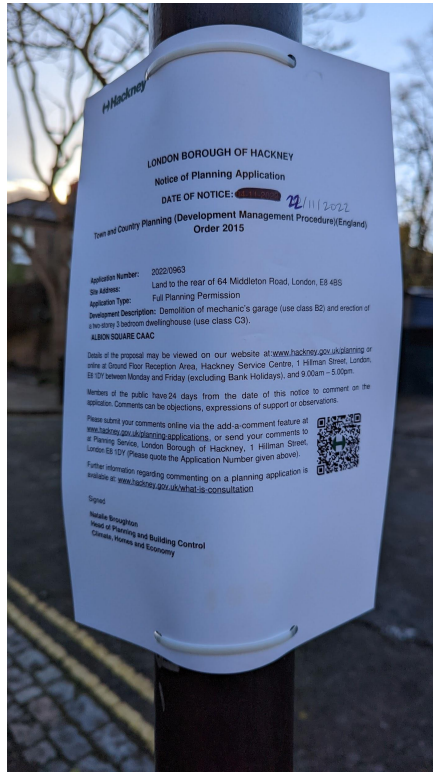 Hackney
LONDON BOROUGH OF HACKNEY
Notice of Planning Application
DATE OF NOTICE: 22/11/2022
Town and Country Planning (Development Management Procedure)(England)
Order 2015
Application Number: 2022/0963
Site Address: Land to the rear of 64 Middleton Road, London, E8 4BS
Application Type: Full Planning Permission
Development Description: Demolition of mechanic's garage (use class B2) and erection of
a two storey 3 bedroom dwellinghouse (use class C3).
ALBION SQUARE CAAC
Details of the proposal may be viewed on our website at:www.hackney.gov.uk/planning or
online at Ground Floor Reception Area, Hackney Service Centre, 1 Hillman Street, London,
E8 1DY between Monday and Friday (excluding Bank Holidays), and 9.00am – 5.00pm.
Members of the public have 24 days from the date of this notice to comment on the
application. Comments can be objections, expressions of support or observations.
Please submit your comments online via the add-a-comment feature at
www.hackney.gov.uk/planning-applications, or send your comments to
at Planning Service, London Borough of Hackney, 1 Hillman Street,
London E8 1DY (Please quote the Application Number given above).
Further information regarding commenting on a planning application is
available at: www.hackney.gov.uk/what-is-consultation
Signed
Natalie Broughton
Head of Planning and Building Control
Climate, Homes and Economy